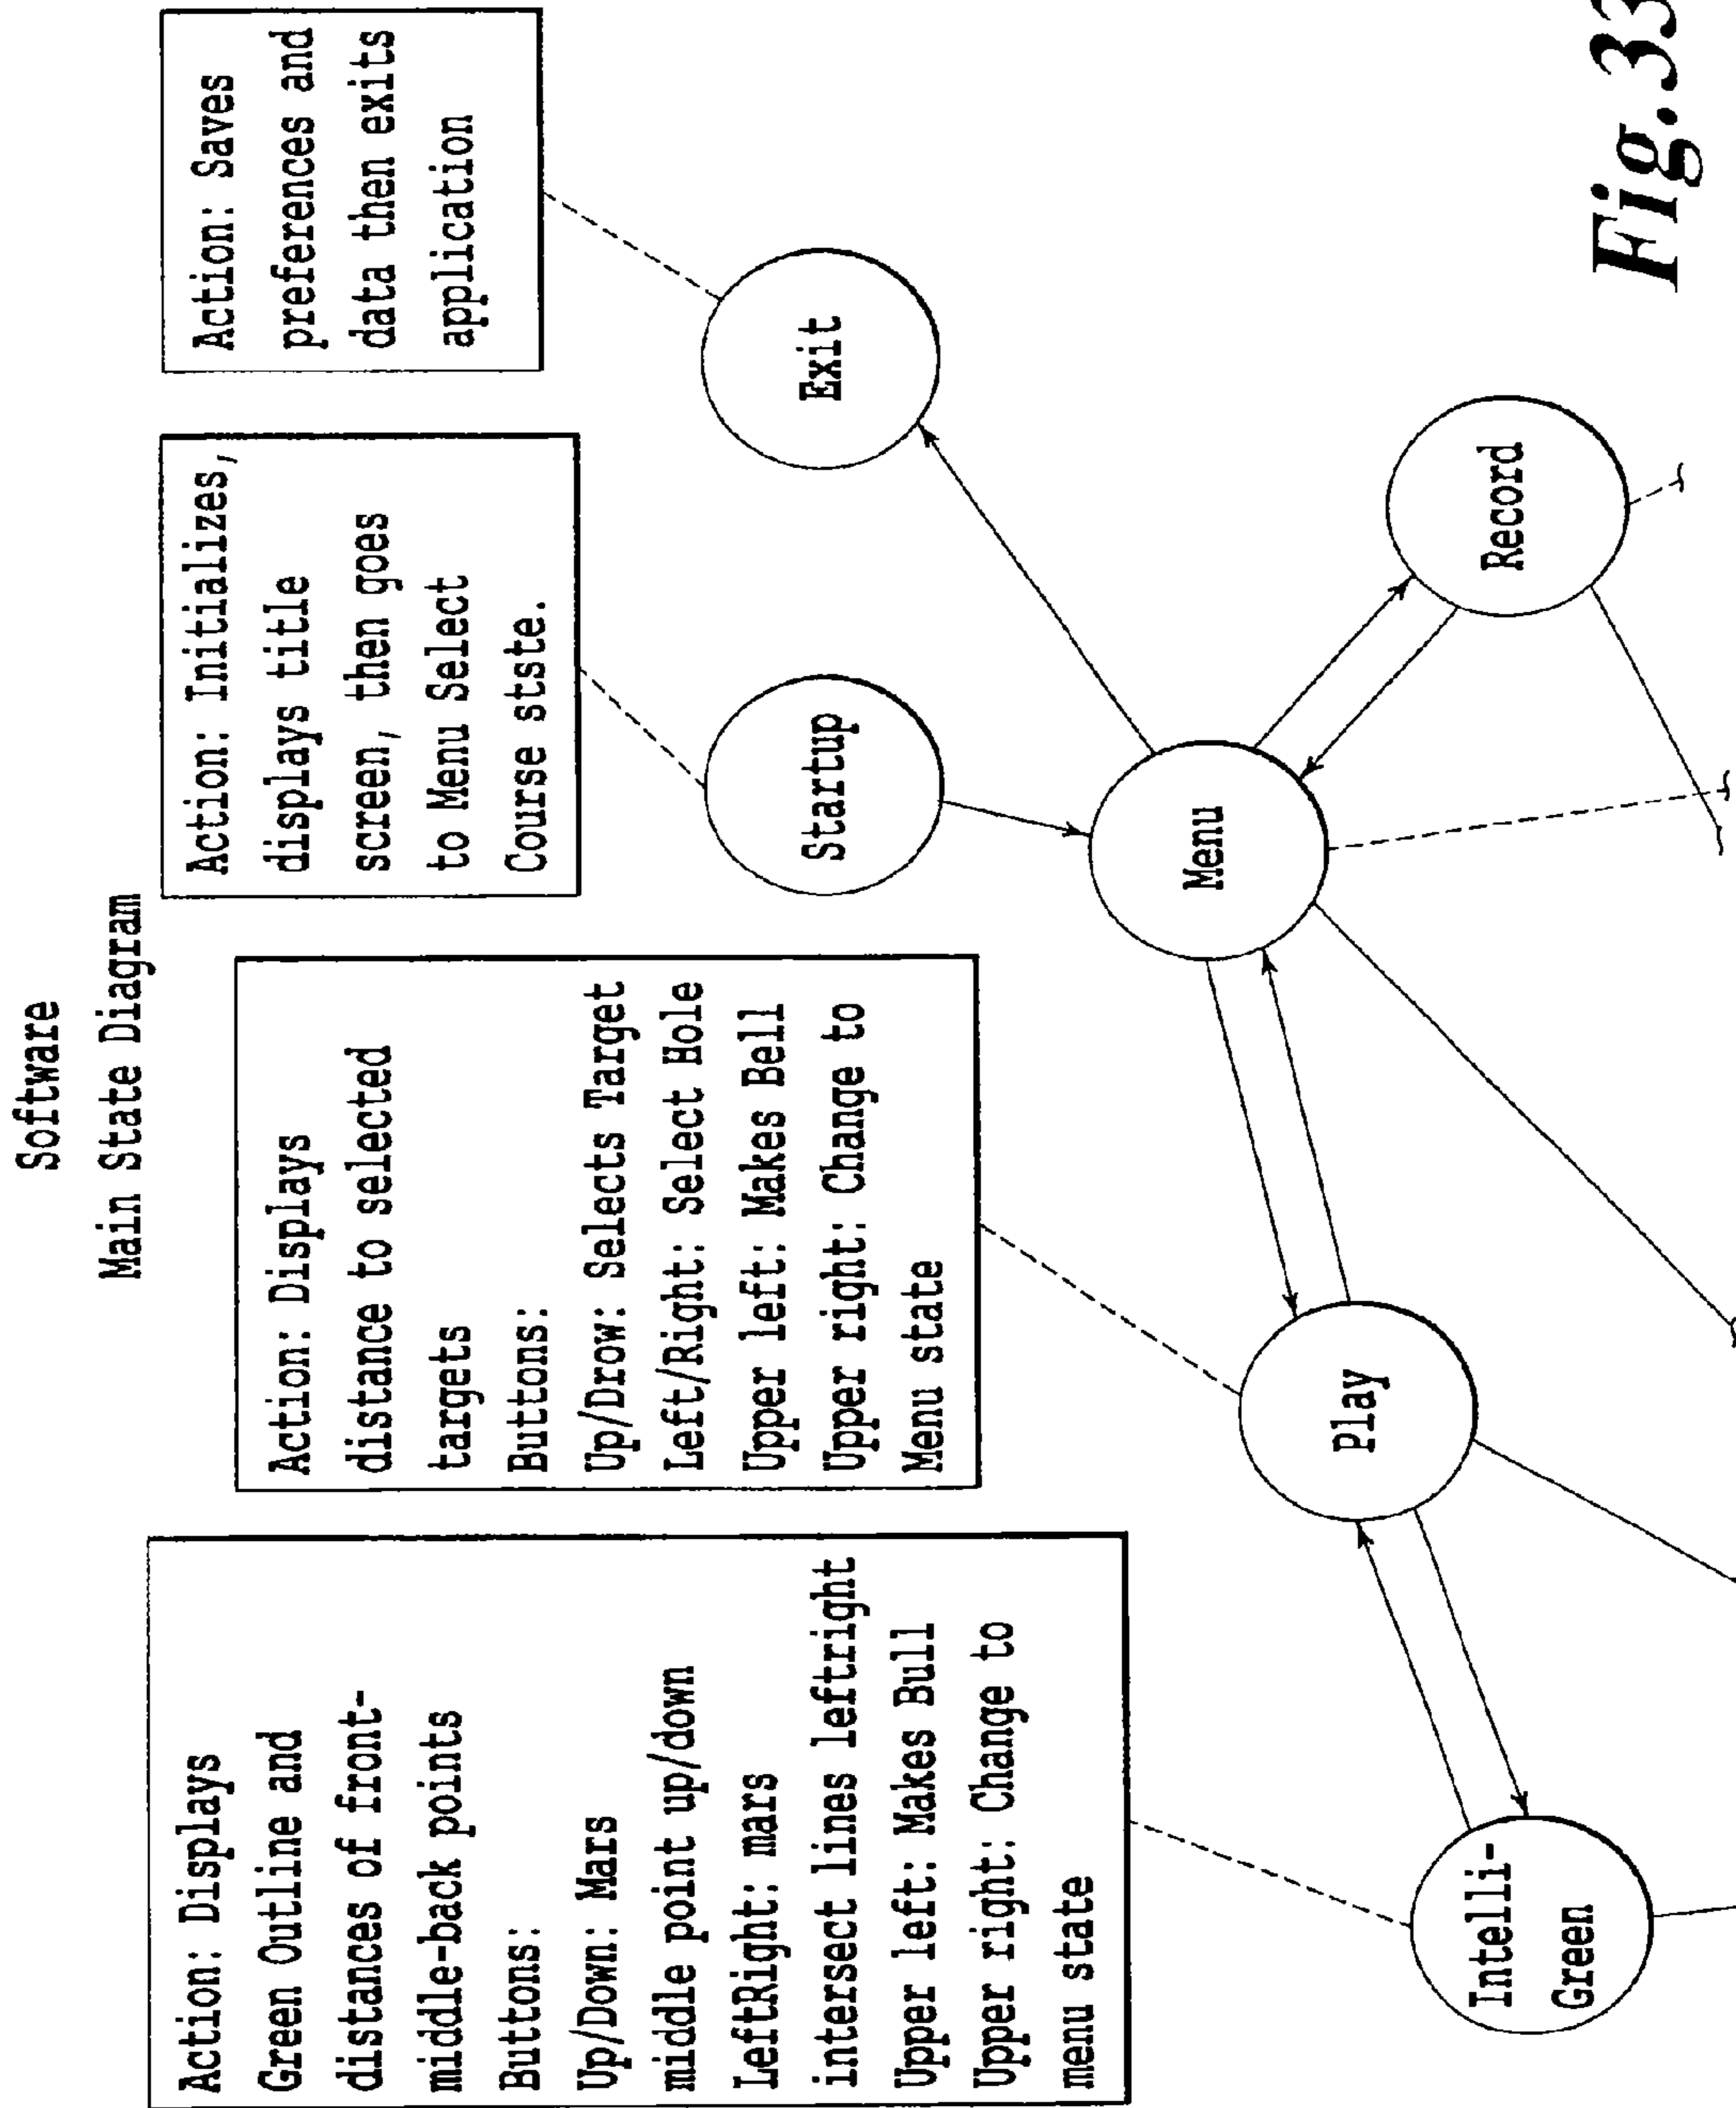 Software
Main State Diagram
Action: Displays
Green Outline and
distances of front-
middle-back points
Buttons:
Up/Down: Mars
middle point up/down
LeftRight: mars
intersect lines leftright
Upper left: Makes Bull
Upper right: Change to
menu state
Action: Displays
distance to selected
targets
Buttons:
Up/Drow: Selects Target
Left/Right: Select Hole
Upper left: Makes Bell
Upper right: Change to
Menu state
Action: Initializes,
displays title
screen, then goes
to Menu Select
Course stste.
Action: Saves
preferences and
data then exits
application
Startup
Exit
Menu
Play
Record
Intelli-
Green